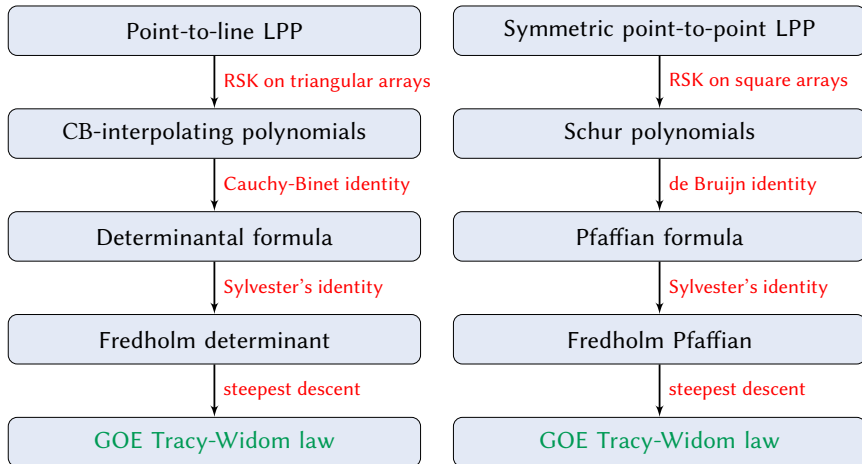 Point-to-line LPP
RSK on triangular arrays
CB-interpolating polynomials
Cauchy-Binet identity
Determinantal formula
Sylvester's identity
Fredholm determinant
steepest descent
GOE Tracy-Widom law
Symmetric point-to-point LPP
RSK on square arrays
Schur polynomials
de Bruijn identity
Pfaffian formula
Sylvester's identity
Fredholm Pfaffian
steepest descent
GOE Tracy-Widom law